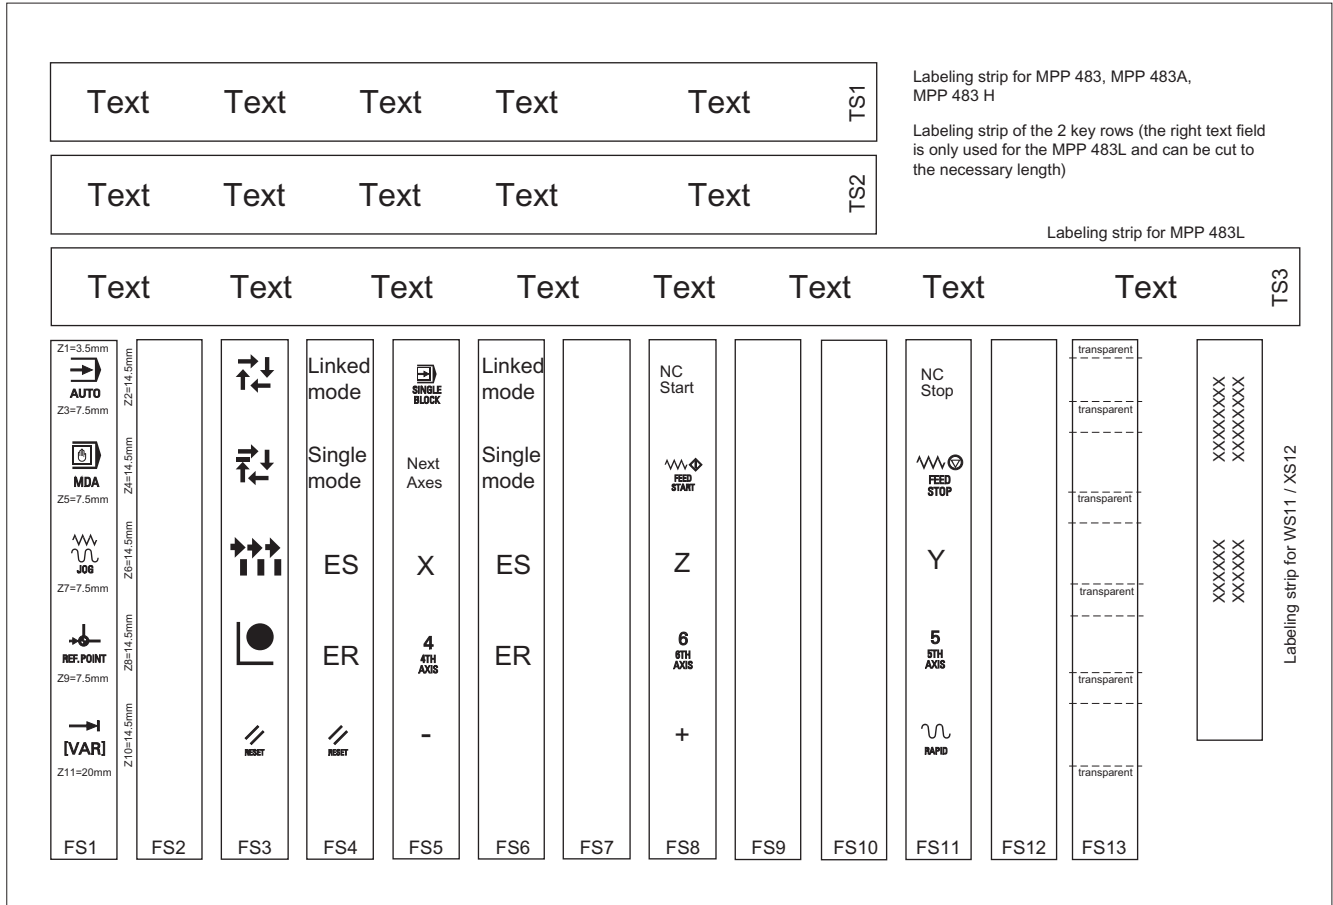 Text Text Text Text Text TS1
Labeling strip for MPP 483, MPP 483A,
MPP 483 H
Labeling strip of the 2 key rows (the right text field
is only used for the MPP 483L and can be cut to
the necessary length)
Text Text Text Text Text TS2
Labeling strip for MPP 483L
Text Text Text Text Text Text Text Text TS3
Z1=3.5mm
AUTO
Z2=14.5mm
Z3=7.5mm
MDA
Z4=14.5mm
Z5=7.5mm
JOG
Z6=14.5mm
Z7=7.5mm
REF.POINT
Z8=14.5mm
Z9=7.5mm
[VAR]
Z10=14.5mm
Z11=20mm
FS1
FS2
RESET
FS3
Linked
mode
Single
mode
ES
ER
RESET
FS4
SINGLE
BLOCK
Next
Axes
X
4
4TH
AXIS
-
FS5
Linked
mode
Single
mode
ES
ER
FS6
FS7
NC
Start
FEED
START
Z
6
6TH
AXIS
+
FS8
FS9
FS10
NC
Stop
FEED
STOP
Y
5
5TH
AXIS
RAPID
FS11
FS12
transparent
transparent
transparent
transparent
transparent
transparent
FS13
XXXXXXXX
XXXXXXXX
XXXXXX
XXXXXX
Labeling strip for WS11 / XS12